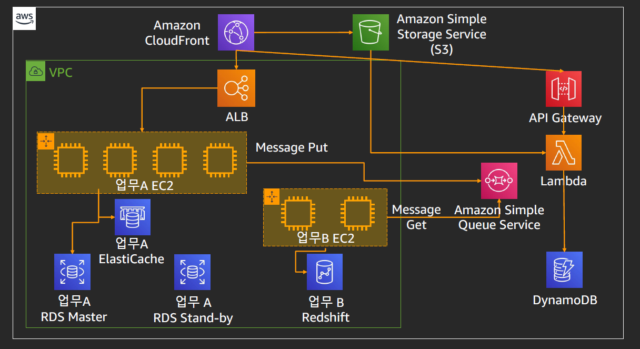 aws
Amazon
CloudFront
Amazon Simple
Storage Service
(S3)
VPC
ALB
API Gateway
Message Put
업무A EC2
Lambda
업무A
ElastiCache
업무B EC2
Message
Get
Amazon Simple
Queue Service
업무A
RDS Master
업무 A
RDS Stand-by
업무 B
Redshift
DynamoDB